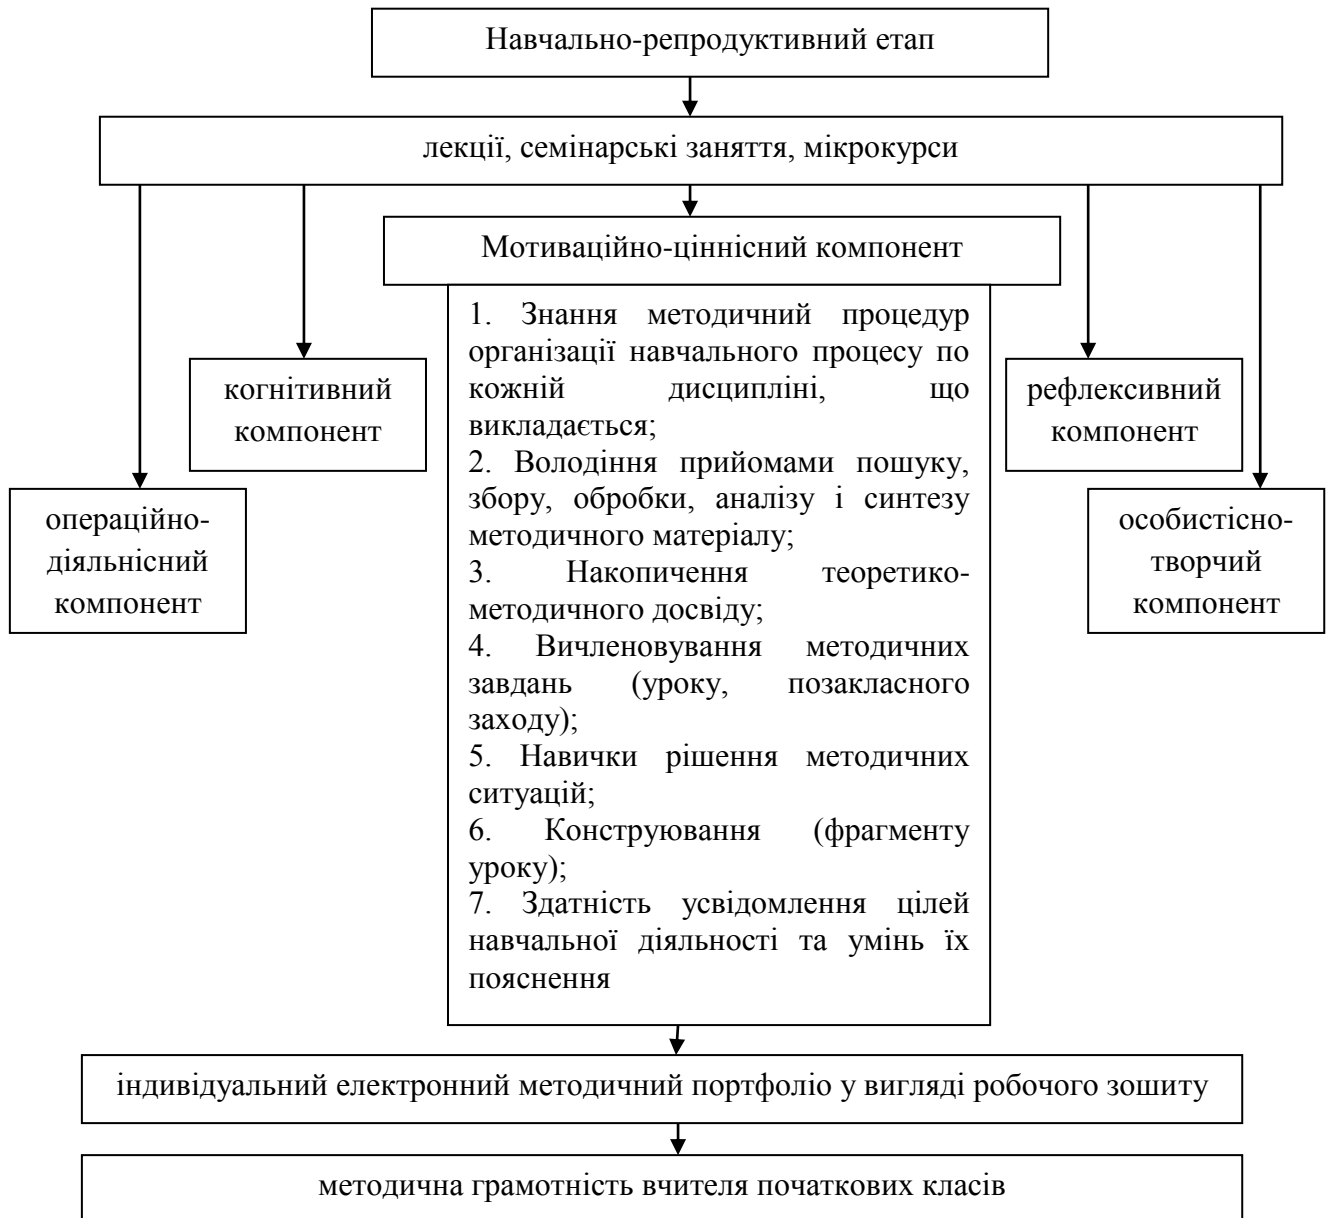 Навчально-репродуктивний етап
лекції, семінарські заняття, мікрокурси
Мотиваційно-ціннісний компонент
1. Знання методичний процедур
організації навчального процесу по
кожній дисципліні, що
викладається;
2. Володіння прийомами пошуку,
збору, обробки, аналізу і синтезу
методичного матеріалу;
3. Накопичення теоретико-
методичного досвіду;
4. Вичленовування методичних
завдань (уроку, позакласного
заходу);
5. Навички рішення методичних
ситуацій;
6. Конструювання (фрагменту
уроку);
7. Здатність усвідомлення цілей
навчальної діяльності та умінь їх
пояснення
когнітивний
компонент
рефлексивний
компонент
операційно-
діяльнісний
компонент
особистісно-
творчий
компонент
індивідуальний електронний методичний портфоліо у вигляді робочого зошиту
методична грамотність вчителя початкових класів